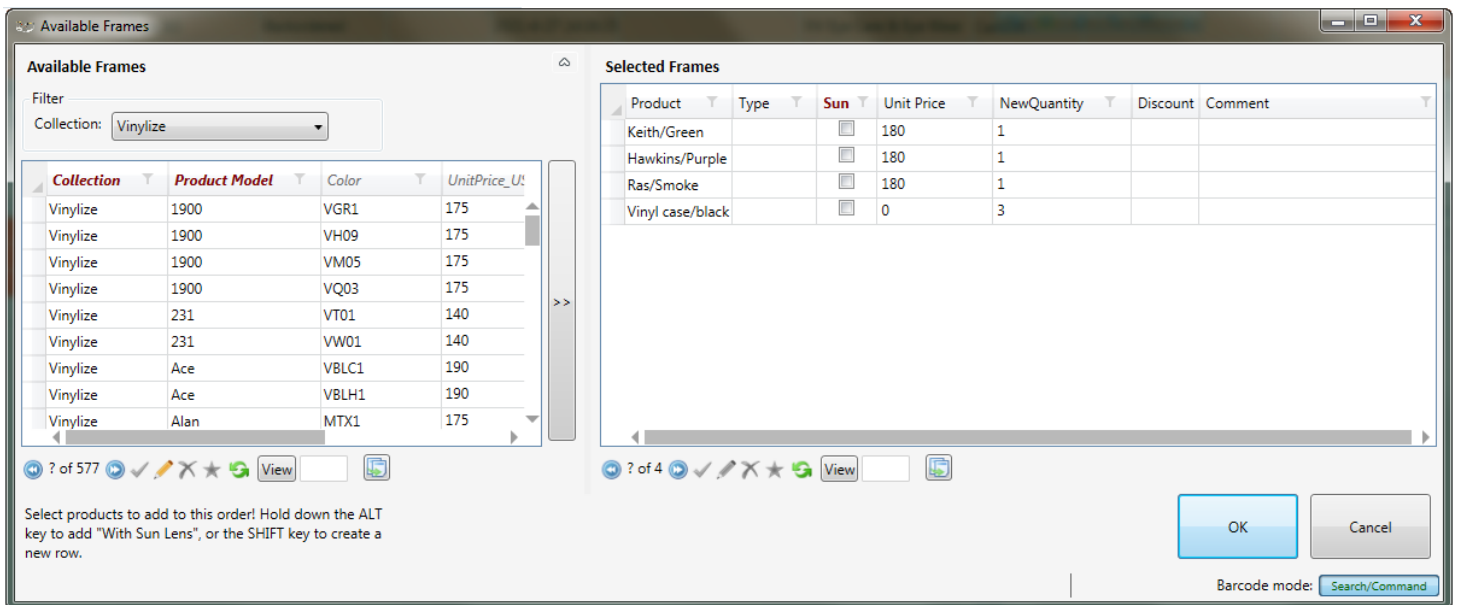 Available Frames
Available Frames
Selected Frames
Filter
Collection: Vinylize
Collection Product Model Color UnitPrice_US
Vinylize 1900 VGR1 175
Vinylize 1900 VH09 175
Vinylize 1900 VM05 175
Vinylize 1900 VQ03 175
Vinylize 231 VT01 140
Vinylize 231 VW01 140
Vinylize Ace VBLC1 190
Vinylize Ace VBLH1 190
Vinylize Alan MTX1 175
>>
? of 577 View
Select products to add to this order! Hold down the ALT
key to add "With Sun Lens", or the SHIFT key to create a
new row.
Product Type Sun Unit Price NewQuantity Discount Comment
Keith/Green 180 1
Hawkins/Purple 180 1
Ras/Smoke 180 1
Vinyl case/black 0 3
? of 4 View
OK Cancel
Barcode mode: Search/Command